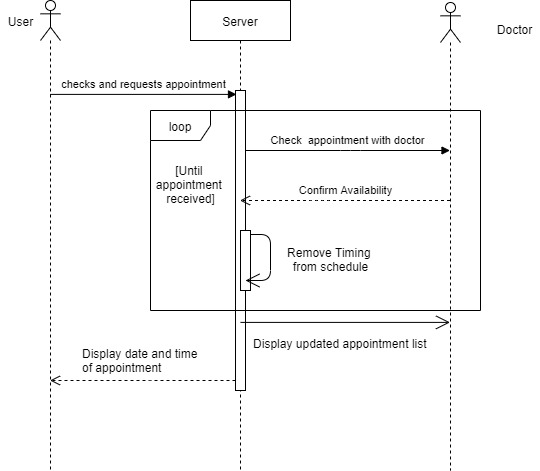 User
Server
Doctor
checks and requests appointment
loop
Check  appointment with doctor
[Until
appointment
received]
Confirm Availability
Remove Timing
from schedule
Display updated appointment list
Display date and time
of appointment